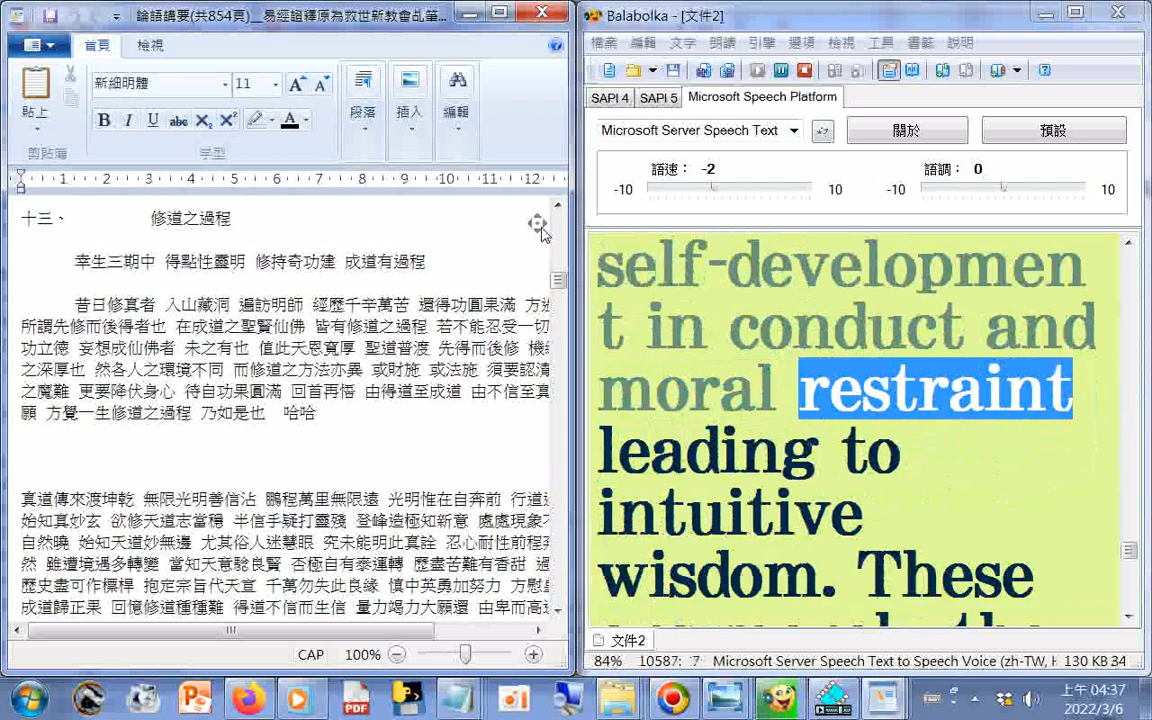 論語講要(共854頁)__易經證釋原為救世新教會乩筆...
首頁
檢視
貼上
剪貼簿
新細明體
11
B I U abc X₂ X²
A
字型
段落
插入
編輯
1 2 3 4 5 6 7 8 9 10 11 12
十三、 修道之過程
幸生三期中 得點性靈明 修持奇功建 成道有過程
昔日修真者 入山藏洞 遍訪明師 經歷千辛萬苦 還得功圓果滿 方
所謂先修而後得者也 在成道之聖賢仙佛 皆有修道之過程 若不能忍受一切
功立德 妄想成仙佛者 未之有也 值此天恩寬厚 聖道普渡 先得而後修 機
之深厚也 然各人之環境不同 而修道之方法亦異 或財施 或法施 須要認清
之魔難 更要降伏身心 待自功果圓滿 回首再悟 由得道至成道 由不信至真
願 方覺一生修道之過程 乃如是也 哈哈
真道傳來渡坤乾 無限光明善信沾 鵬程萬里無限遠 光明惟在自奔前 行道
始知真妙玄 欲修天道志當穩 半信手疑打靈殘 登峰造極知新意 處處現象
自然曉 始知天道妙無邊 尤其俗人迷慧眼 究未能明此真詮 忍心耐性前程
然 雖遭境遇多轉變 當知天意驗良賢 否極自有泰運轉 歷盡苦難有香甜 過
歷史盡可作標桿 抱定宗旨代天宣 千萬勿失此良緣 慎中英勇加努力 方慰
成道歸正果 回憶修道種種難 得道不信而生信 量力竭力大願還 由卑而高
CAP 100%
Balabolka - [文件2]
檔案 編輯 文字 朗讀 引擎 選項 檢視 工具 書籤 說明
SAPI 4 SAPI 5 Microsoft Speech Platform
Microsoft Server Speech Text
關於
預設
語速： -2
語調： 0
-10 10 -10 10
self-developmen
t in conduct and
moral restraint
leading to
intuitive
wisdom. These
文件2
84% 10587: 7 Microsoft Server Speech Text to Speech Voice (zh-TW, H 130 KB 34
PDF
上午 04:37
2022/3/6